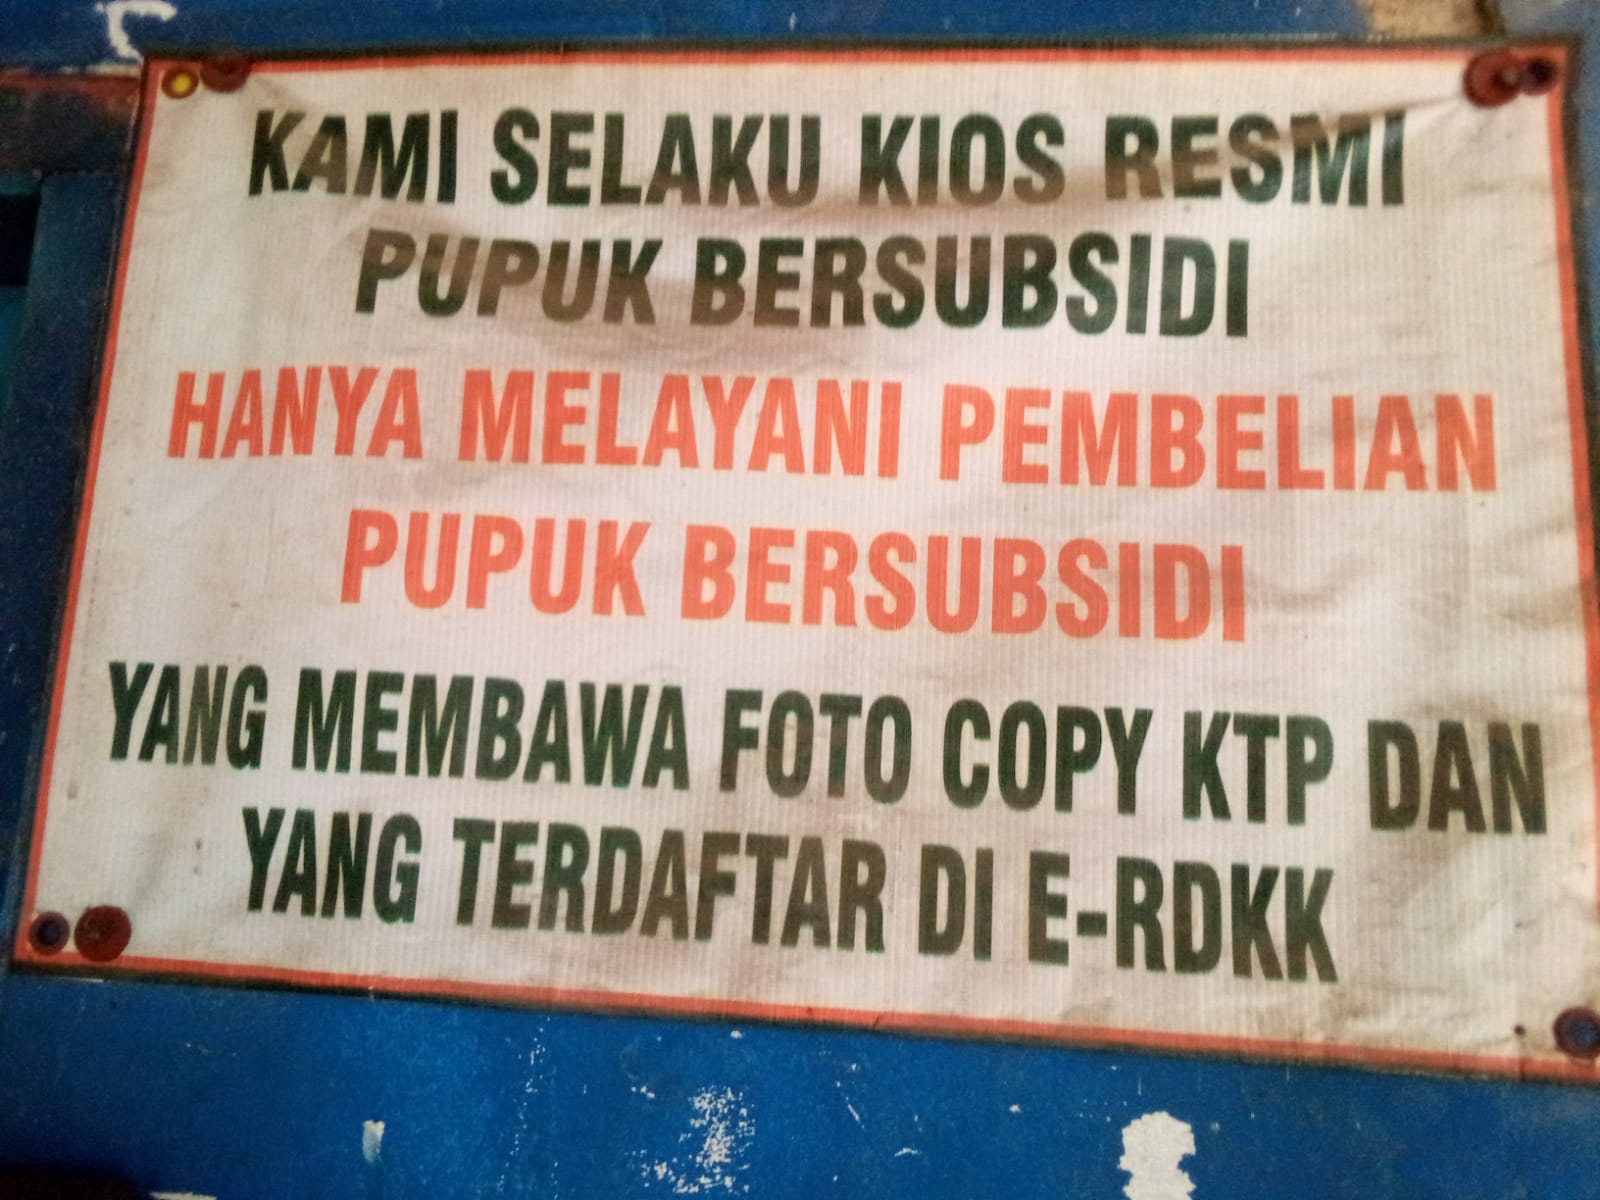 KAMI SELAKU KIOS RESMI
PUPUK BERSUBSIDI
HANYA MELAYANI PEMBELIAN
PUPUK BERSUBSIDI
YANG MEMBAWA FOTO COPY KTP DAN
YANG TERDAFTAR DI E-RDKK